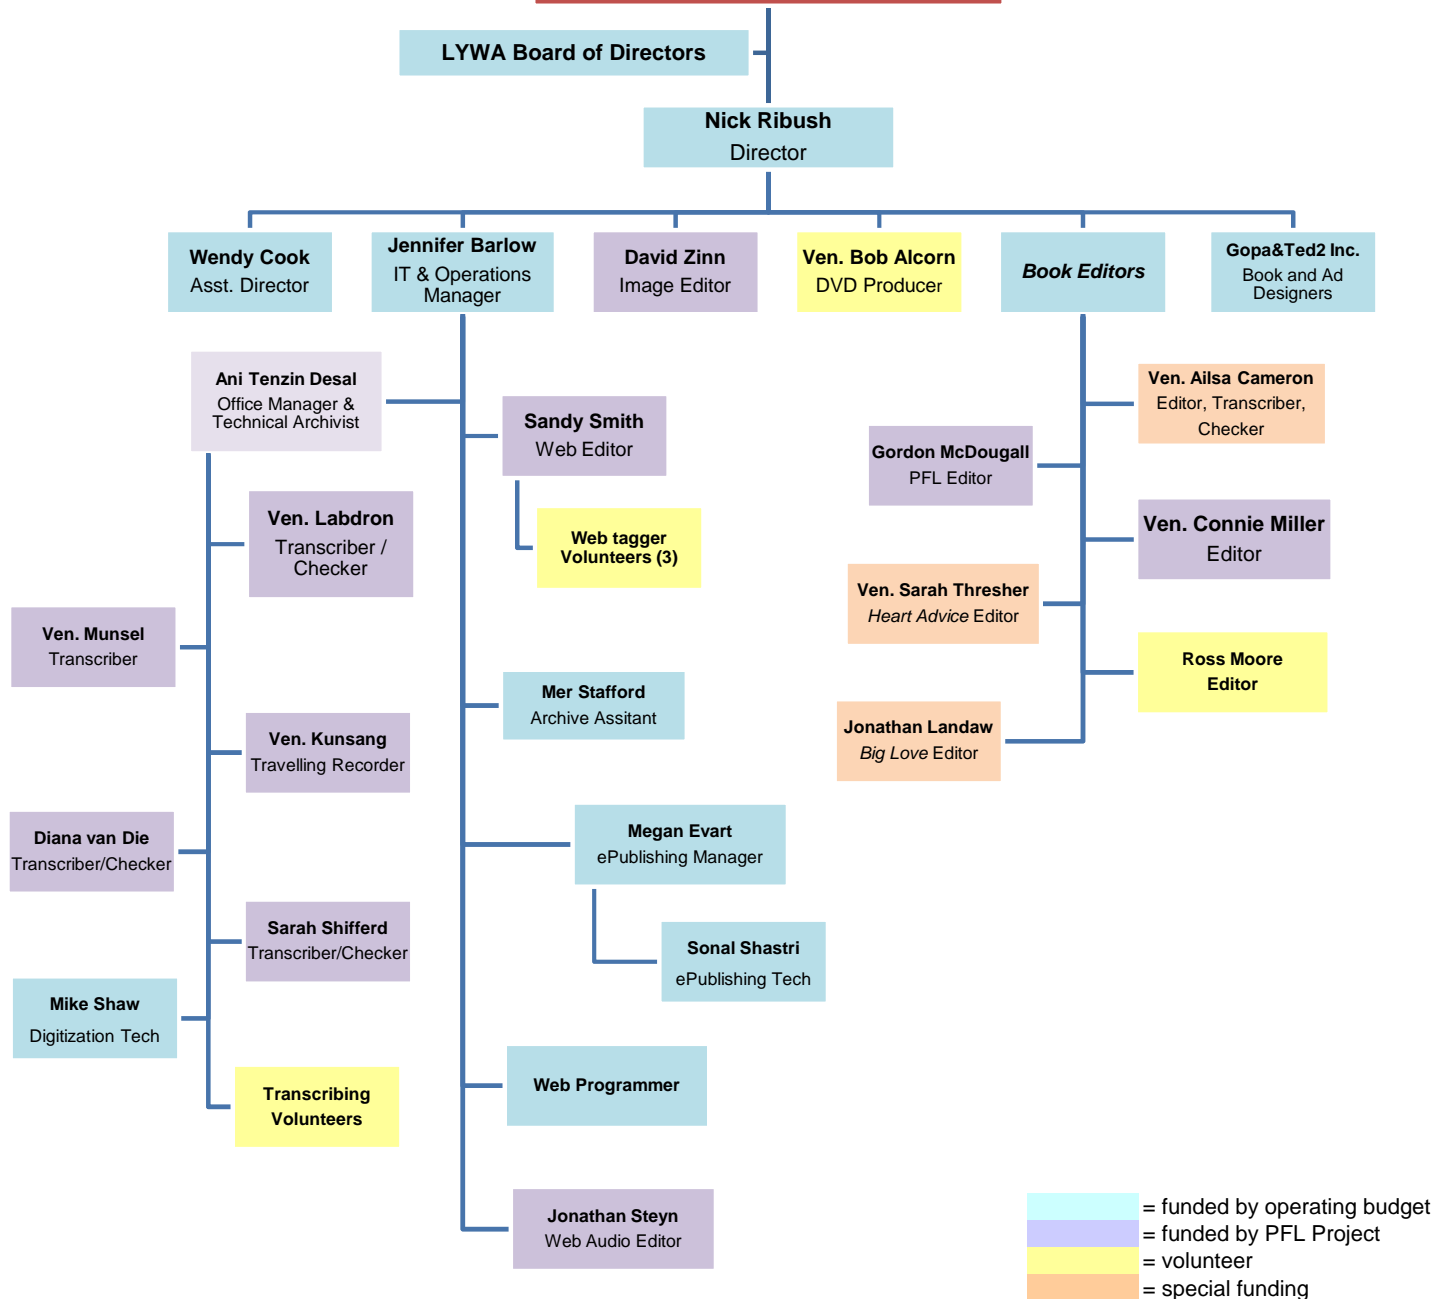 LYWA Board of Directors
Nick Ribush
Director
Wendy Cook
Asst. Director
Jennifer Barlow
IT & Operations
Manager
David Zinn
Image Editor
Ven. Bob Alcorn
DVD Producer
Book Editors
Gopa&Ted2 Inc.
Book and Ad
Designers
Ani Tenzin Desal
Office Manager &
Technical Archivist
Sandy Smith
Web Editor
Ven. Ailsa Cameron
Editor, Transcriber,
Checker
Gordon McDougall
PFL Editor
Ven. Labdron
Transcriber /
Checker
Web tagger
Volunteers (3)
Ven. Connie Miller
Editor
Ven. Sarah Thresher
Heart Advice Editor
Ven. Munsel
Transcriber
Ross Moore
Editor
Mer Stafford
Archive Assitant
Ven. Kunsang
Travelling Recorder
Jonathan Landaw
Big Love Editor
Diana van Die
Transcriber/Checker
Megan Evart
ePublishing Manager
Sarah Shifferd
Transcriber/Checker
Sonal Shastri
ePublishing Tech
Mike Shaw
Digitization Tech
Web Programmer
Transcribing
Volunteers
Jonathan Steyn
Web Audio Editor
= funded by operating budget
= funded by PFL Project
= volunteer
= special funding